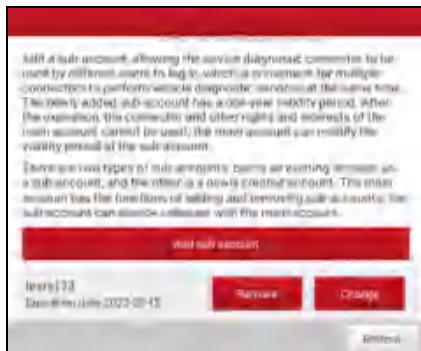 Add a sub account, allowing the service diagnostic connector to be
used by different users to log in, which is convenient for multiple
connectors to perform vehicle diagnostic services at the same time.
The newly added sub-account has a one-year validity period. After
the expiration, the connector and other rights and interests of the
main account cannot be used, the main account can modify the
validity period of the sub-account.
There are two types of sub-accounts, one is an existing account as
a sub-account, and the other is a newly created account. The main
account has the functions of adding and removing sub-accounts, the
sub-account can also be released with the main account.
Add sub account
Remove
Change